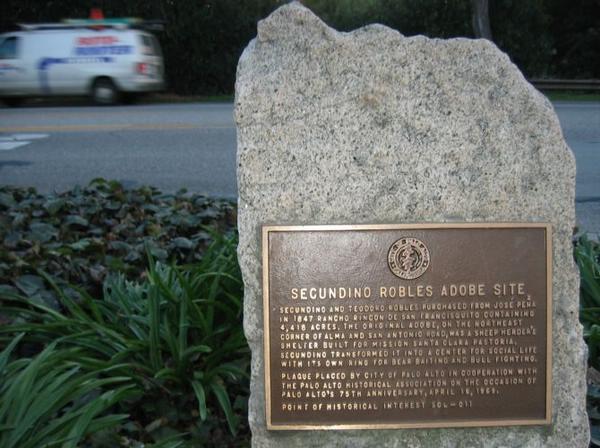 ROTO-ROOTER
SECUNDINO ROBLES ADOBE SITE
SECUNDINO AND TEODORO ROBLES PURCHASED FROM JOSE PENA
IN 1847 RANCHO RINCON DE SAN FRANCISQUITO CONTAINING
4,418 ACRES. THE ORIGINAL ADOBE, ON THE NORTHEAST
CORNER OF ALMA AND SAN ANTONIO ROAD, WAS A SHEEP HERDER'S
SHELTER BUILT FOR MISSION SANTA CLARA PASTORIA.
SECUNDINO TRANSFORMED IT INTO A CENTER FOR SOCIAL LIFE
WITH ITS OWN RING FOR BEAR BAITING AND BULL FIGHTING.
PLAQUE PLACED BY CITY OF PALO ALTO IN COOPERATION WITH
THE PALO ALTO HISTORICAL ASSOCIATION ON THE OCCASION OF
PALO ALTO'S 75TH ANNIVERSARY, APRIL 16, 1969.
POINT OF HISTORICAL INTEREST SCL-011